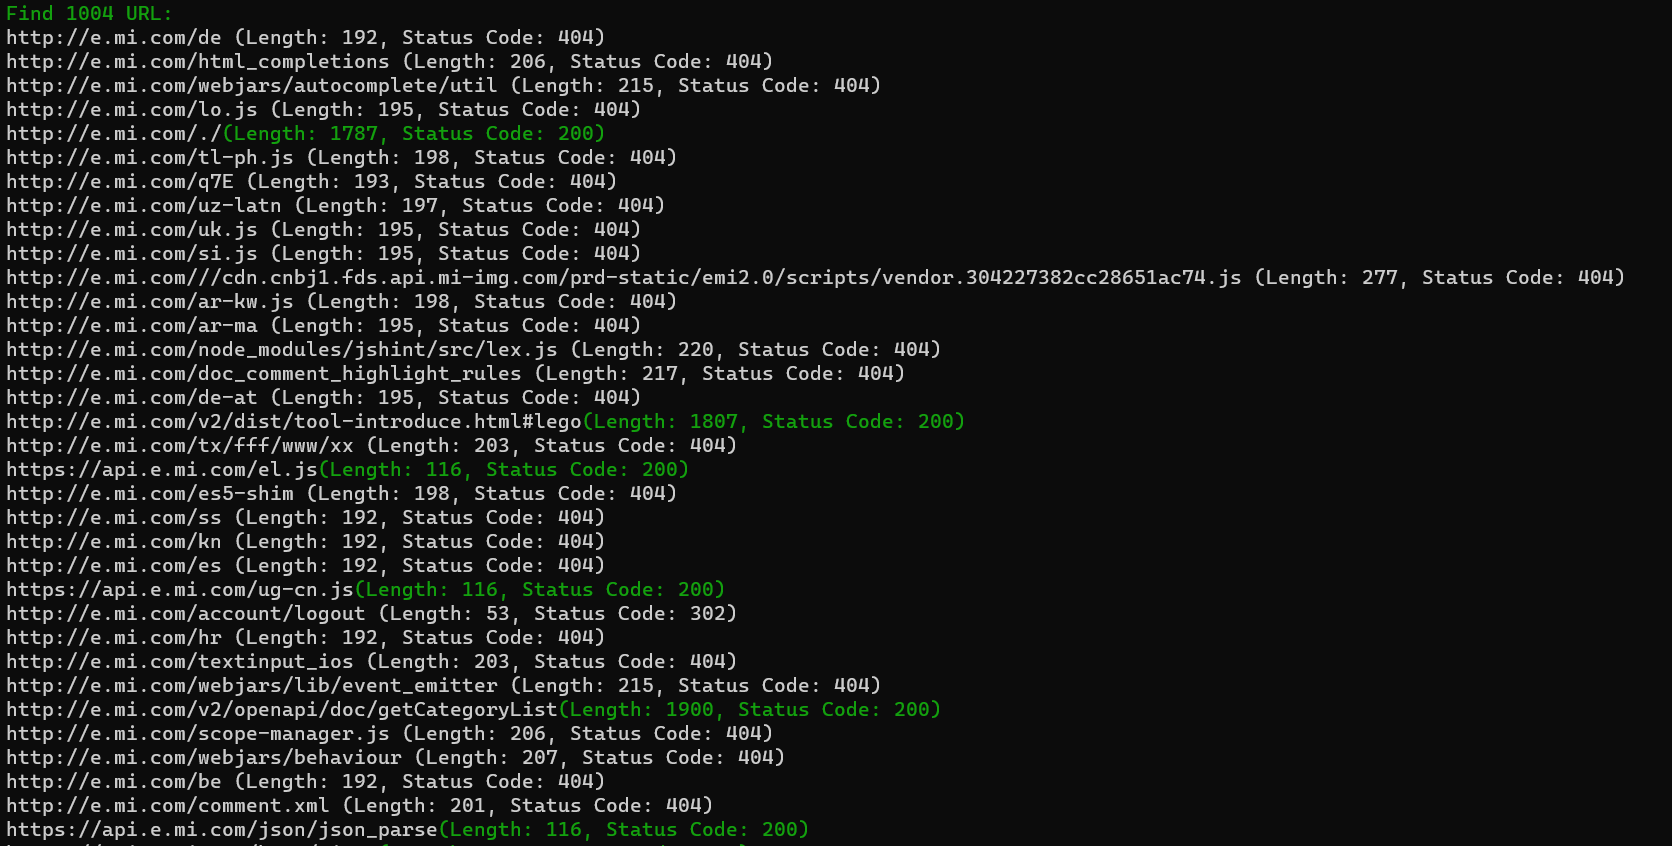 Find 1004 URL:
http://e.mi.com/de (Length: 192, Status Code: 404)
http://e.mi.com/html_completions (Length: 206, Status Code: 404)
http://e.mi.com/webjars/autocomplete/util (Length: 215, Status Code: 404)
http://e.mi.com/lo.js (Length: 195, Status Code: 404)
http://e.mi.com/./(Length: 1787, Status Code: 200)
http://e.mi.com/tl-ph.js (Length: 198, Status Code: 404)
http://e.mi.com/q7E (Length: 193, Status Code: 404)
http://e.mi.com/uz-latn (Length: 197, Status Code: 404)
http://e.mi.com/uk.js (Length: 195, Status Code: 404)
http://e.mi.com/si.js (Length: 195, Status Code: 404)
http://e.mi.com///cdn.cnbj1.fds.api.mi-img.com/prd-static/emi2.0/scripts/vendor.304227382cc28651ac74.js (Length: 277, Status Code: 404)
http://e.mi.com/ar-kw.js (Length: 198, Status Code: 404)
http://e.mi.com/ar-ma (Length: 195, Status Code: 404)
http://e.mi.com/node_modules/jshint/src/lex.js (Length: 220, Status Code: 404)
http://e.mi.com/doc_comment_highlight_rules (Length: 217, Status Code: 404)
http://e.mi.com/de-at (Length: 195, Status Code: 404)
http://e.mi.com/v2/dist/tool-introduce.html#lego(Length: 1807, Status Code: 200)
http://e.mi.com/tx/fff/www/xx (Length: 203, Status Code: 404)
https://api.e.mi.com/el.js(Length: 116, Status Code: 200)
http://e.mi.com/es5-shim (Length: 198, Status Code: 404)
http://e.mi.com/ss (Length: 192, Status Code: 404)
http://e.mi.com/kn (Length: 192, Status Code: 404)
http://e.mi.com/es (Length: 192, Status Code: 404)
https://api.e.mi.com/ug-cn.js(Length: 116, Status Code: 200)
http://e.mi.com/account/logout (Length: 53, Status Code: 302)
http://e.mi.com/hr (Length: 192, Status Code: 404)
http://e.mi.com/textinput_ios (Length: 203, Status Code: 404)
http://e.mi.com/webjars/lib/event_emitter (Length: 215, Status Code: 404)
http://e.mi.com/v2/openapi/doc/getCategoryList(Length: 1900, Status Code: 200)
http://e.mi.com/scope-manager.js (Length: 206, Status Code: 404)
http://e.mi.com/webjars/behaviour (Length: 207, Status Code: 404)
http://e.mi.com/be (Length: 192, Status Code: 404)
http://e.mi.com/comment.xml (Length: 201, Status Code: 404)
https://api.e.mi.com/json/json_parse(Length: 116, Status Code: 200)